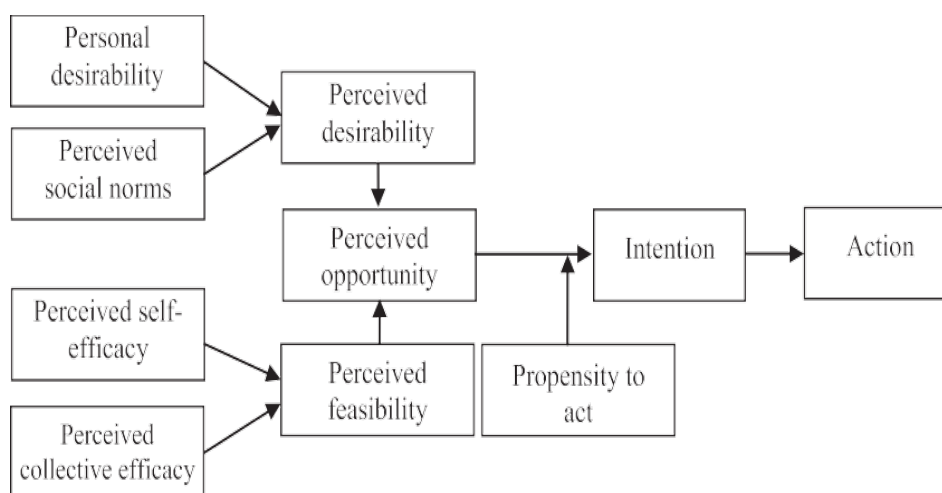 Personal
desirability
Perceived
social norms
Perceived
desirability
Perceived
opportunity
Intention
Action
Perceived self-
efficacy
Perceived
collective efficacy
Perceived
feasibility
Propensity to
act